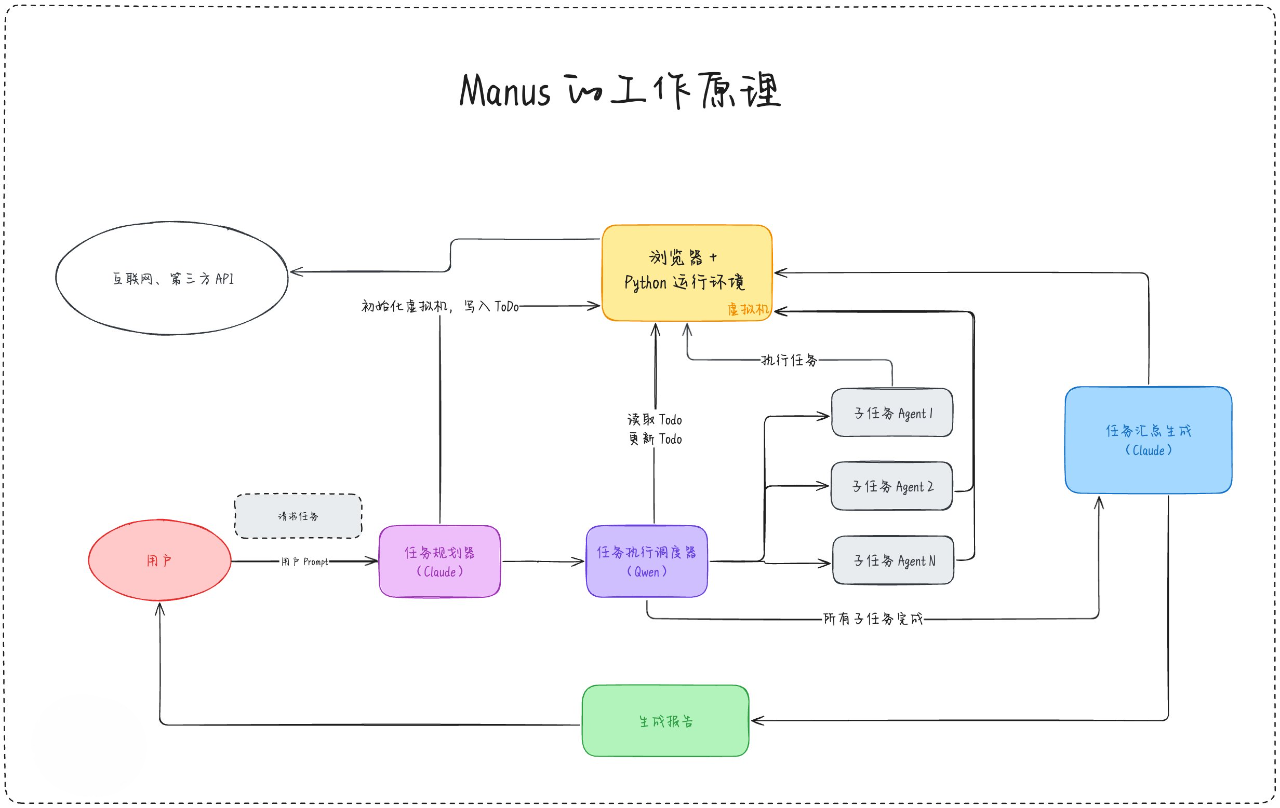 Manus 的工作原理
互联网、第三方 API
浏览器 +
Python 运行环境
虚拟机
初始化虚拟机，写入 ToDo
执行任务
读取 Todo
更新 Todo
子任务 Agent 1
子任务 Agent 2
子任务 Agent N
任务汇总生成
（Claude）
请求任务
用户
用户 Prompt
任务规划器
（Claude）
任务执行调度器
（Qwen）
所有子任务完成
生成报告